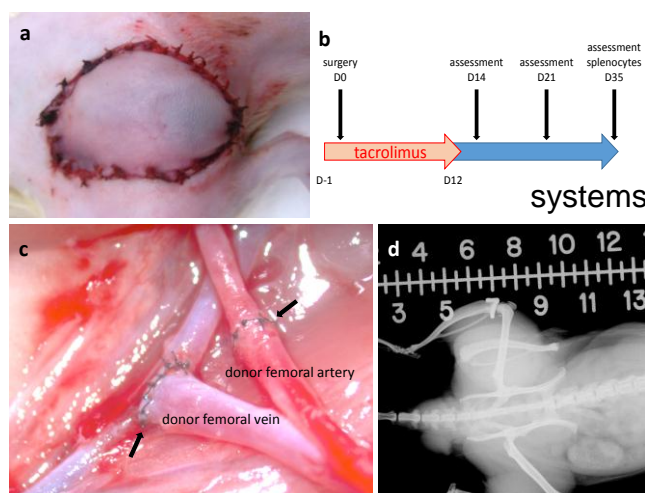 a
b
surgery
D0
assessment
D14
assessment
D21
assessment
splenocytes
D35
tacrolimus
D-1
D12
systems
c
donor femoral artery
donor femoral vein
d
4 6 8 10 12
3 5 7 9 11 13